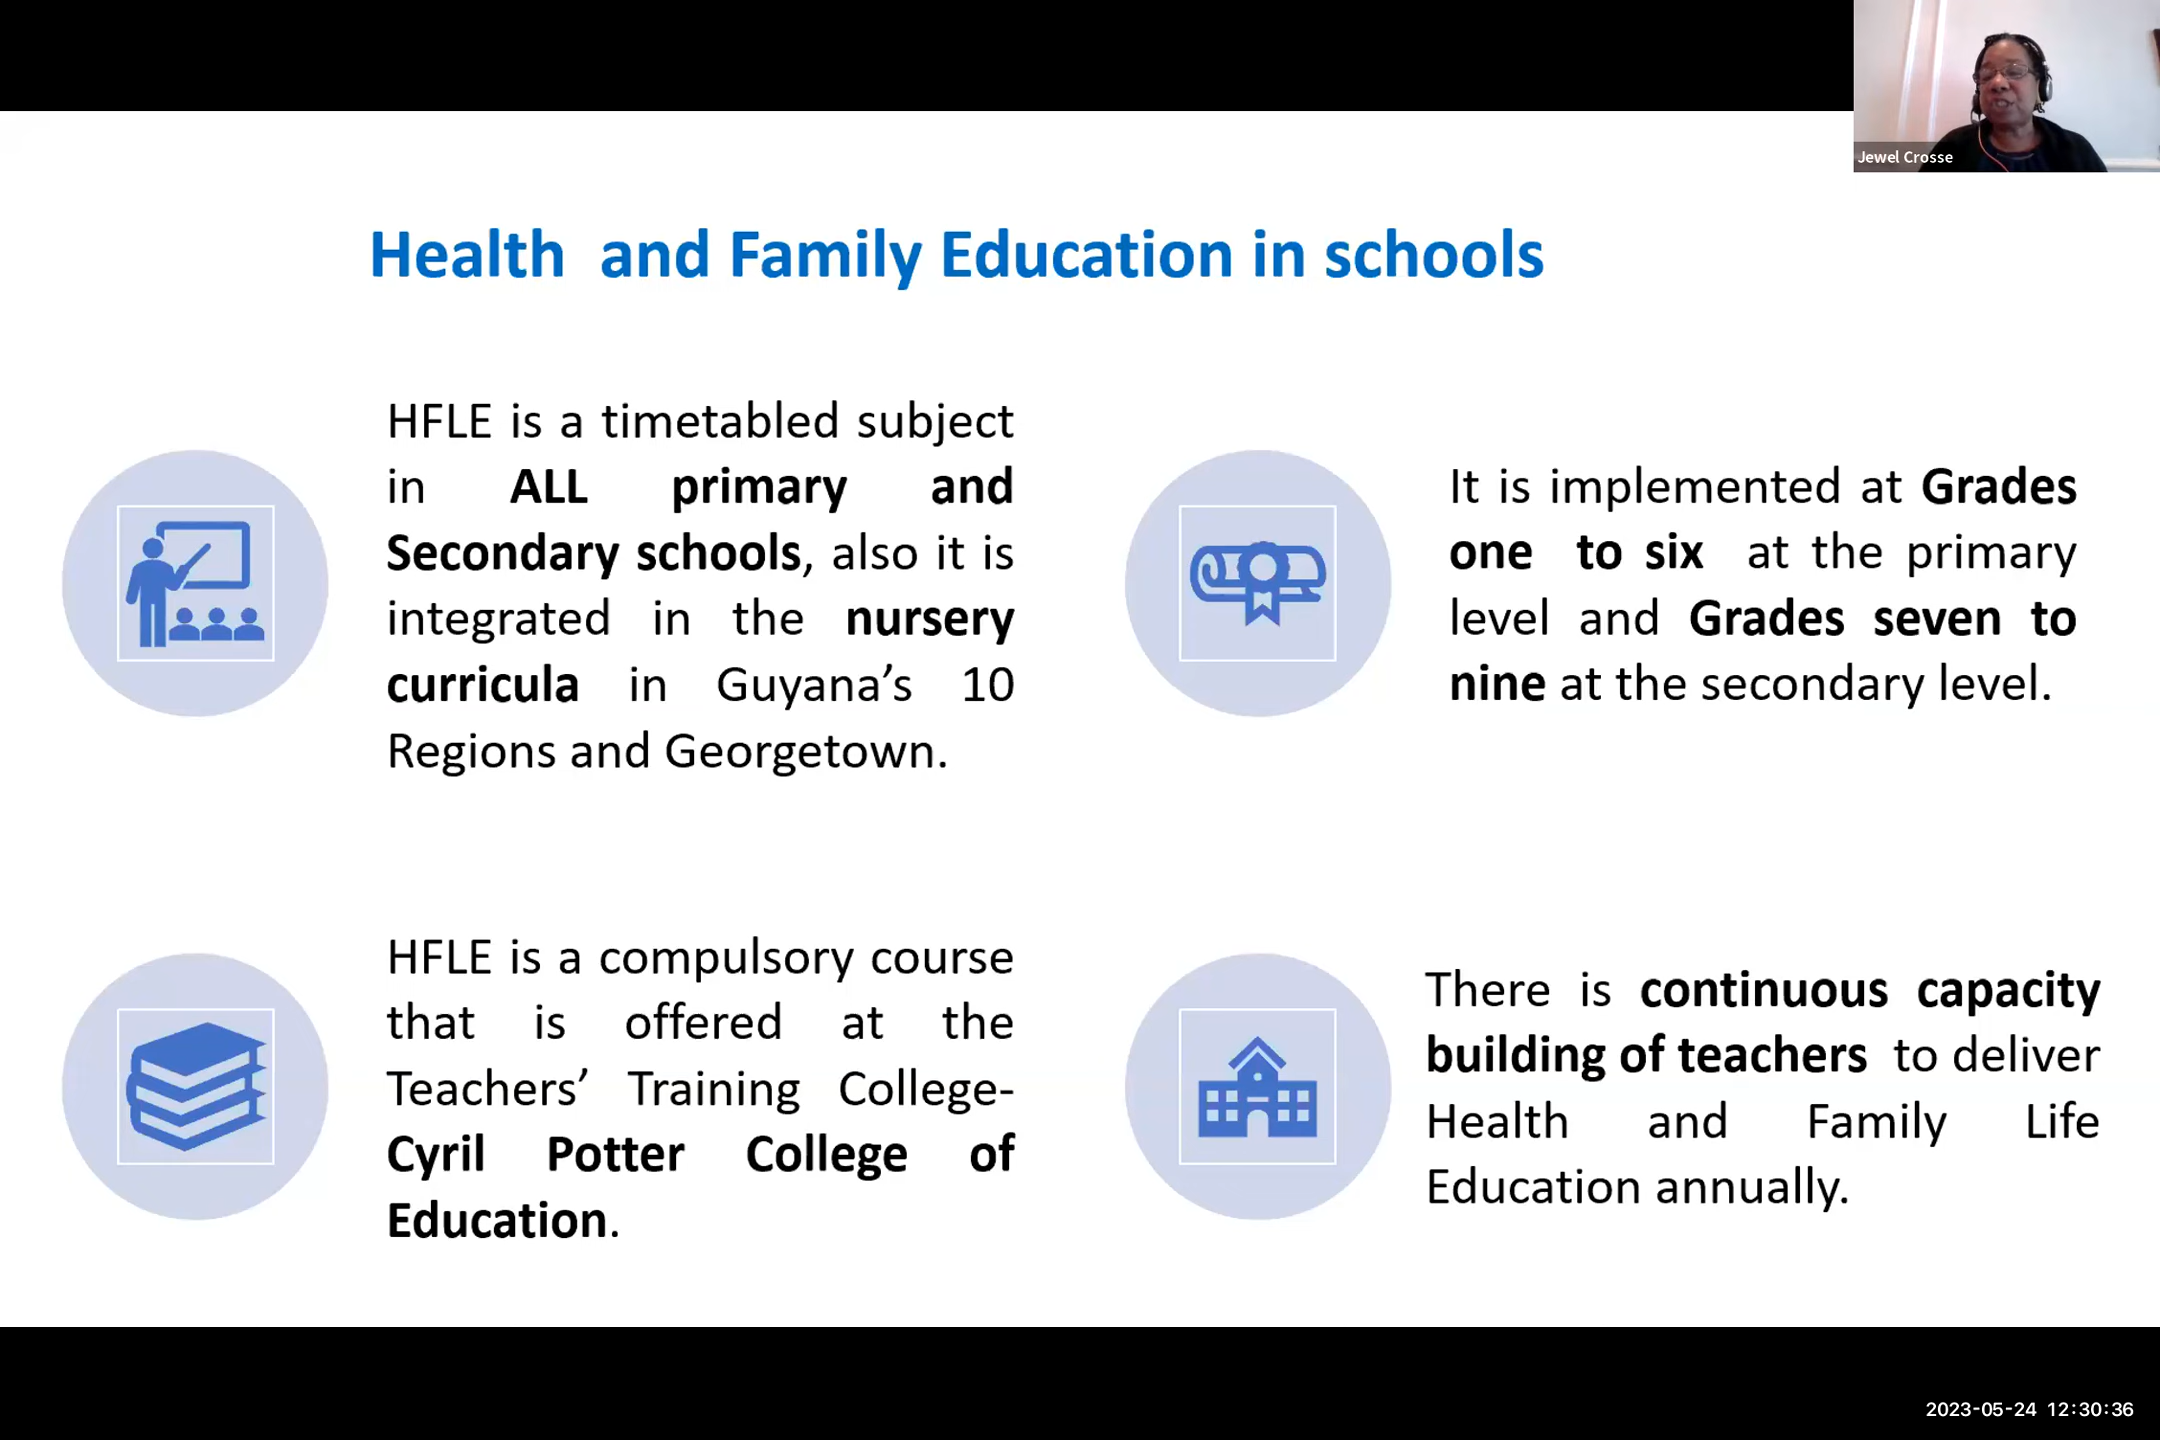 Jewel Crosse
Health and Family Education in schools
HFLE is a timetabled subject
in ALL primary and
Secondary schools, also it is
integrated in the nursery
curricula in Guyana’s 10
Regions and Georgetown.
It is implemented at Grades
one to six at the primary
level and Grades seven to
nine at the secondary level.
HFLE is a compulsory course
that is offered at the
Teachers’ Training College-
Cyril Potter College of
Education.
There is continuous capacity
building of teachers to deliver
Health and Family Life
Education annually.
2023-05-24 12:30:36